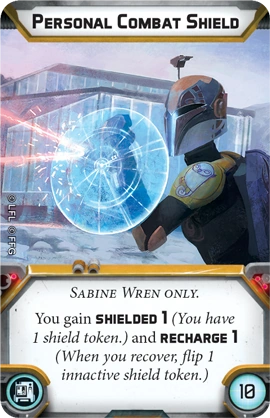 PERSONAL COMBAT SHIELD
© LFL © FFG
SABINE WREN ONLY.
You gain SHIELDED 1 (You have
1 shield token.) and RECHARGE 1
(When you recover, flip 1
innactive shield token.)
10